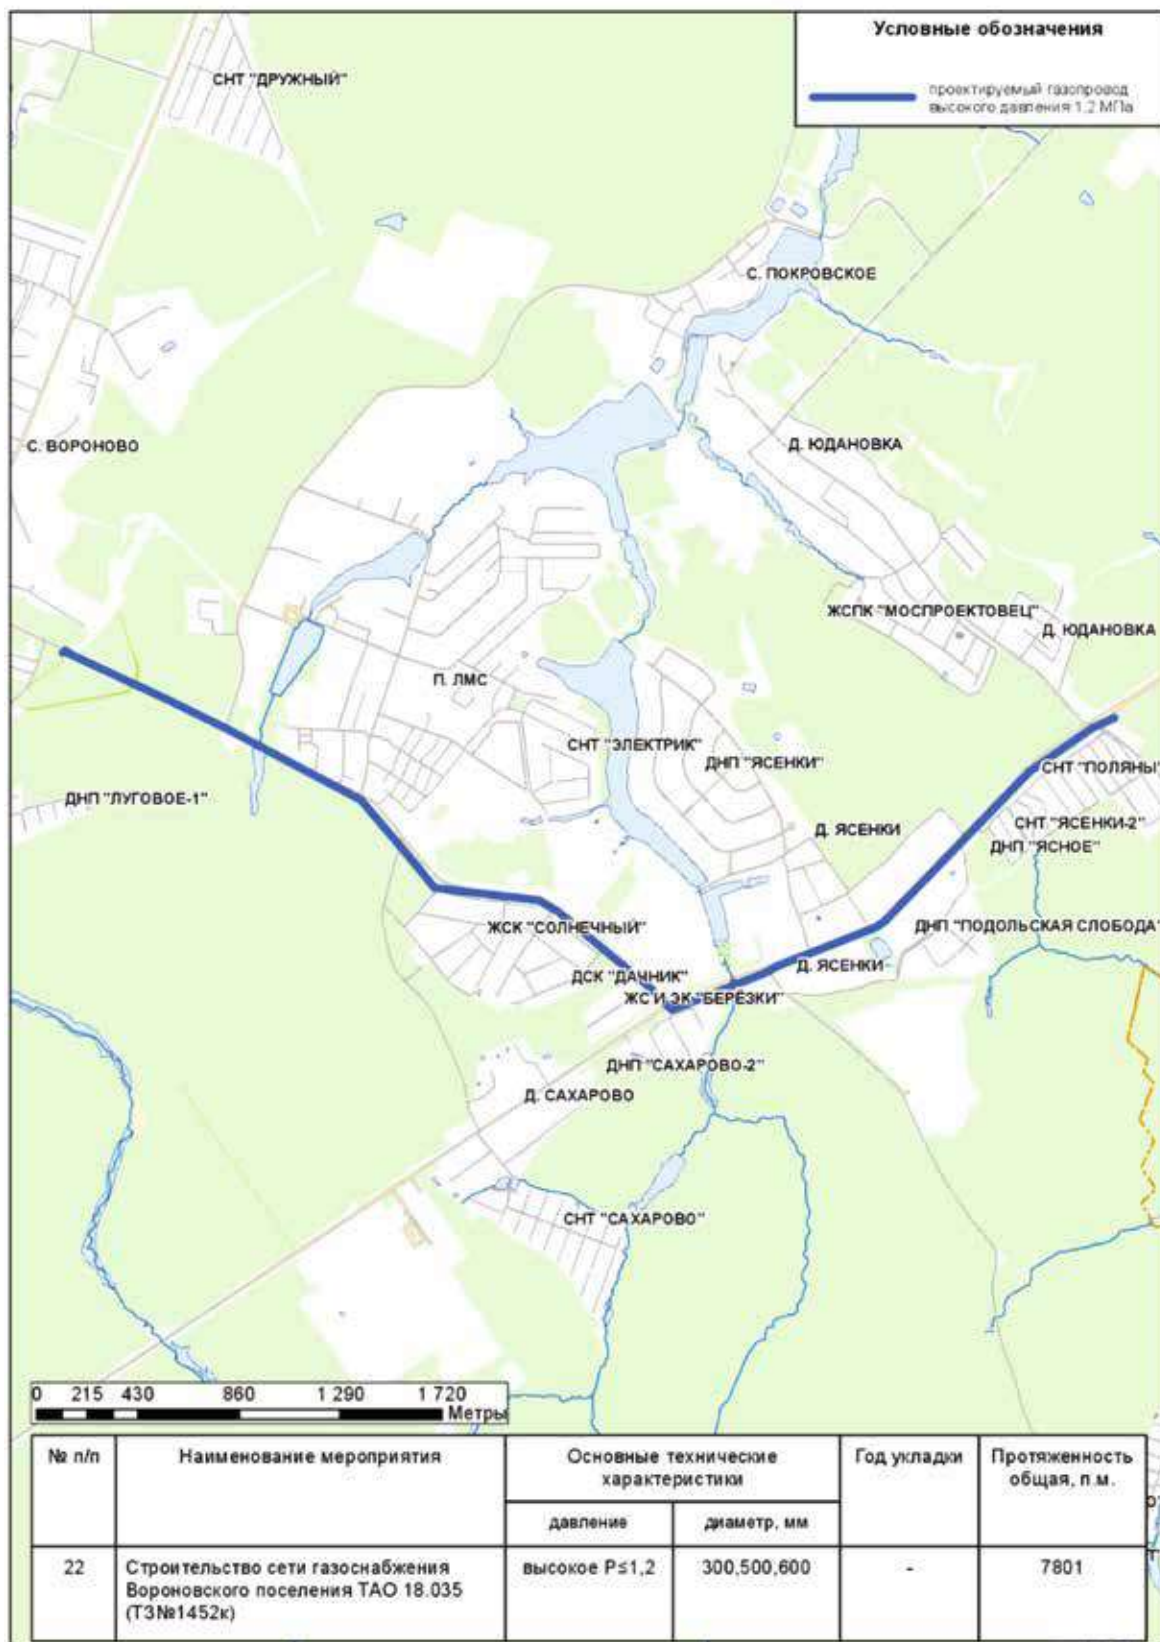 Условные обозначения
проектируемый газопровод
высокого давления 1.2 МПа
СНТ "ДРУЖНЫЙ"
С. ПОКРОВСКОЕ
С. ВОРОНОВО
Д. ЮДАНОВКА
ЖСПК "МОСПРОЕКТОВЕЦ"
Д. ЮДАНОВКА
П. ЛМС
СНТ "ЭЛЕКТРИК"
ДНП "ЯСЕНКИ"
СНТ "ПОЛЯНЫ"
ДНП "ЛУГОВОЕ-1"
СНТ "ЯСЕНКИ-2"
Д. ЯСЕНКИ
ДНП "ЯСНОЕ"
ЖСК "СОЛНЕЧНЫЙ"
ДНП "ПОДОЛЬСКАЯ СЛОБОДА"
Д. ЯСЕНКИ
ДСК "ДАЧНИК"
ЖС И ЭК "БЕРЁЗКИ"
ДНП "САХАРОВО-2"
Д. САХАРОВО
СНТ "САХАРОВО"
0 215 430 860 1 290 1 720
Метры
№ п/п Наименование мероприятия Основные технические Год укладки Протяженность
характеристики общая, п.м.
давление диаметр, мм
22 Строительство сети газоснабжения высокое Р≤1,2 300,500,600 - 7801
Вороновского поселения ТАО 18.035
(ТЗ№1452к)